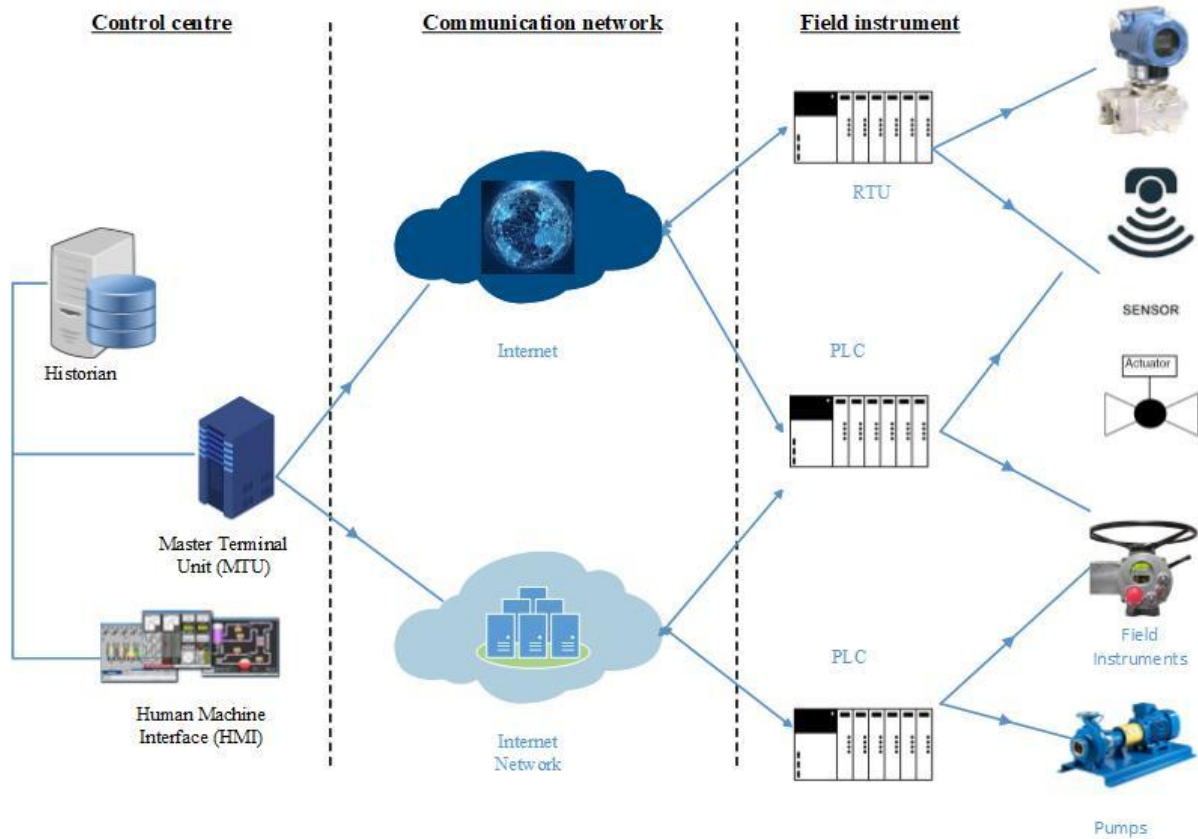 Control centre
Communication network
Field instrument
RTU
SENSOR
Historian
Internet
PLC
Actuator
Master Terminal
Unit (MTU)
Field
Instruments
PLC
Human Machine
Interface (HMI)
Internet
Network
Pumps